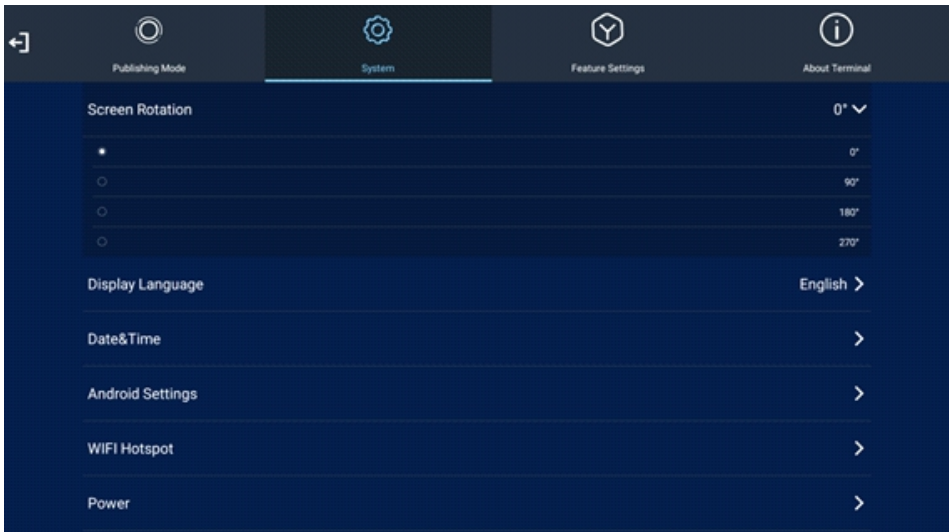 Publishing Mode
System
Feature Settings
About Terminal
Screen Rotation 0°
0°
90°
180°
270°
Display Language English
Date&Time
Android Settings
WIFI Hotspot
Power